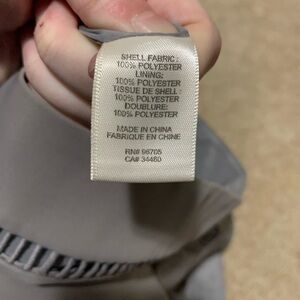 SHELL FABRIC:
100% POLYESTER
LINING:
100% POLYESTER
TISSUE DE SHELL:
100% POLYESTER
DOUBLURE:
100% POLYESTER
MADE IN CHINA
FABRIQUE EN CHINE
RN# 96705
CA# 34460